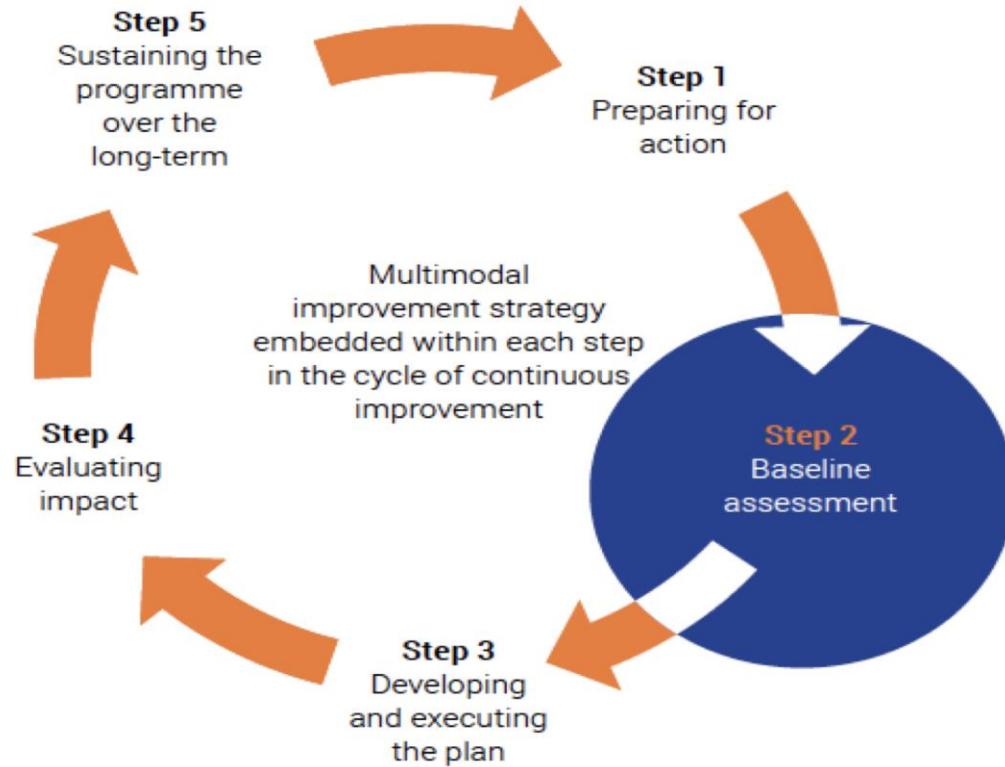 Step 5
Sustaining the
programme
over the
long-term
Step 1
Preparing for
action
Multimodal
improvement strategy
embedded within each step
in the cycle of continuous
improvement
Step 2
Baseline
assessment
Step 4
Evaluating
impact
Step 3
Developing
and executing
the plan